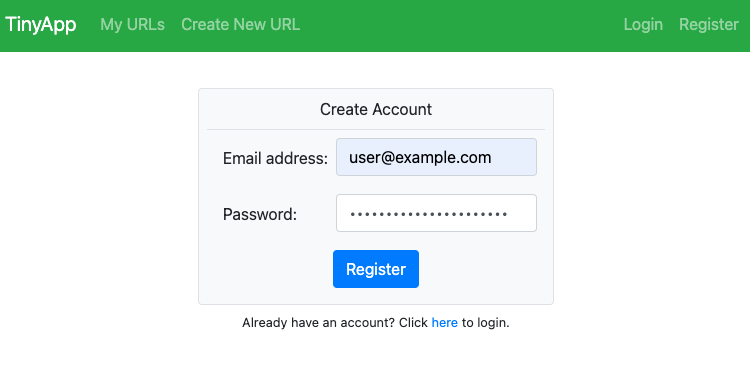 TinyApp My URLs Create New URL Login Register
Create Account
Email address: user@example.com
Password: ••••••••••••••••••••••
Register
Already have an account? Click here to login.